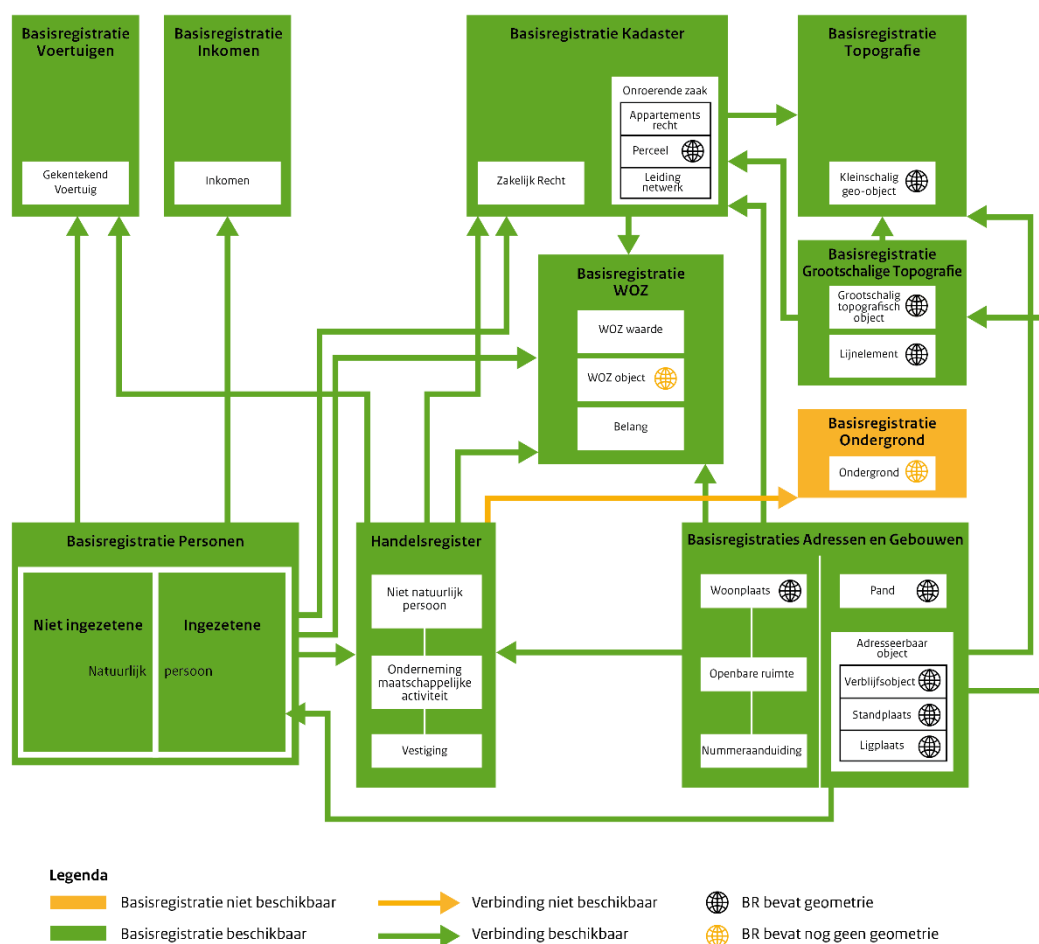 Basisregistratie
Voertuigen
Gekentekend
Voertuig
Basisregistratie
Inkomen
Inkomen
Basisregistratie Kadaster
Onroerende zaak
Appartements
recht
Perceel
Leiding
netwerk
Zakelijk Recht
Basisregistratie
Topografie
Kleinschalig
geo-object
Basisregistratie
Grootschalige Topografie
Grootschalig
topografisch
object
Lijnelement
Basisregistratie
WOZ
WOZ waarde
WOZ object
Belang
Basisregistratie
Ondergrond
Ondergrond
Basisregistratie Personen
Niet ingezetene
Ingezetene
Natuurlijk
persoon
Handelsregister
Niet natuurlijk
persoon
Onderneming
maatschappelijke
activiteit
Vestiging
Basisregistraties Adressen en Gebouwen
Woonplaats
Openbare ruimte
Nummeraanduiding
Pand
Adresseerbaar
object
Verblijfsobject
Standplaats
Ligplaats
Legenda
Basisregistratie niet beschikbaar
Verbinding niet beschikbaar
BR bevat geometrie
Basisregistratie beschikbaar
Verbinding beschikbaar
BR bevat nog geen geometrie